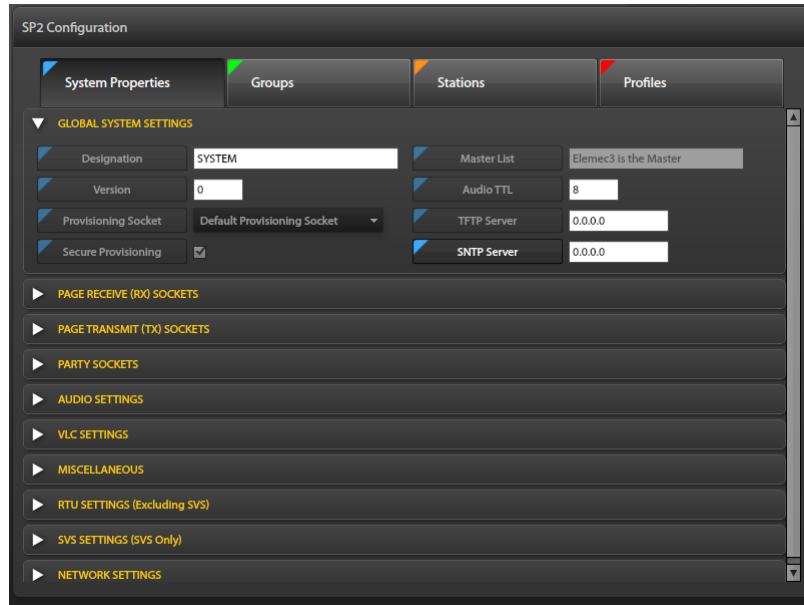 SP2 Configuration
System Properties Groups Stations Profiles
GLOBAL SYSTEM SETTINGS
Designation SYSTEM Master List Elemec3 is the Master
Version 0 Audio TTL 8
Provisioning Socket Default Provisioning Socket TFTP Server 0.0.0.0
Secure Provisioning SNTP Server 0.0.0.0
PAGE RECEIVE (RX) SOCKETS
PAGE TRANSMIT (TX) SOCKETS
PARTY SOCKETS
AUDIO SETTINGS
VLC SETTINGS
MISCELLANEOUS
RTU SETTINGS (Excluding SVS)
SVS SETTINGS (SVS Only)
NETWORK SETTINGS